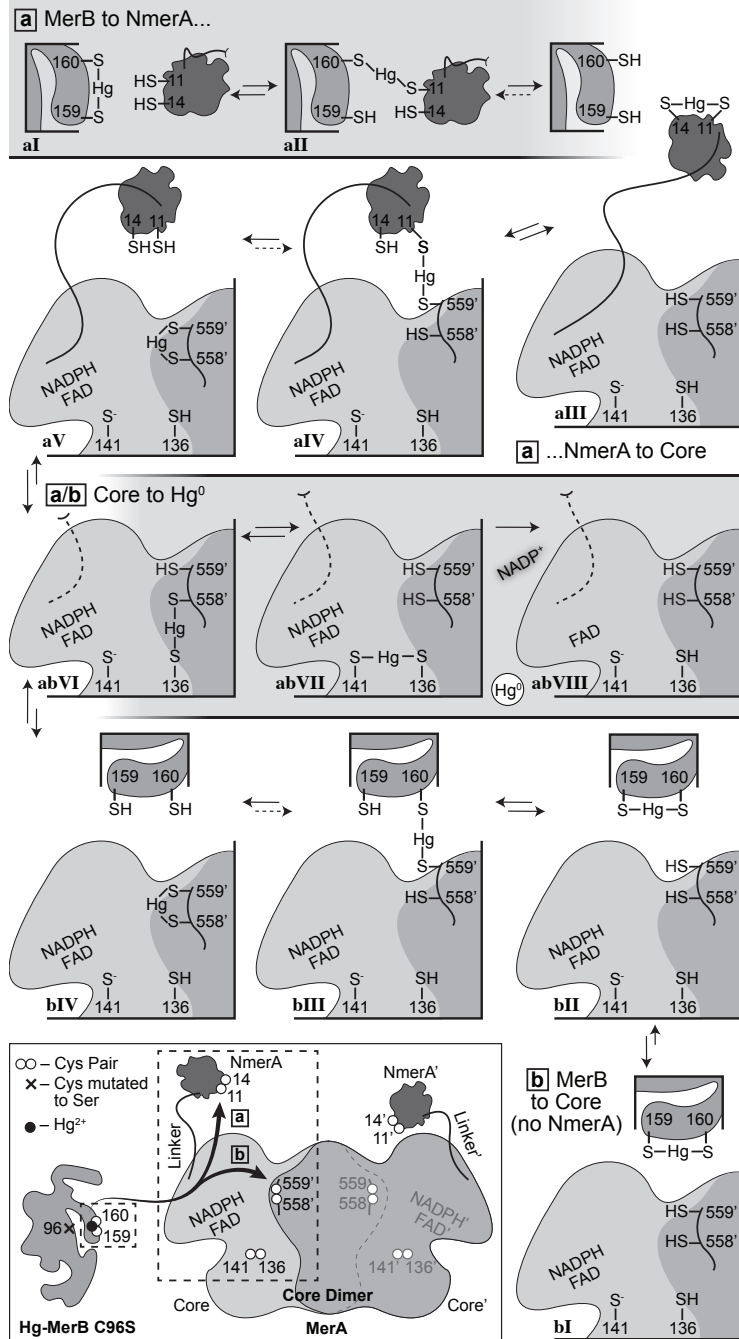 a MerB to NmerA...
160 S
Hg
159 S
HS 11
HS 14
aI
160 S
Hg
S 11
159 SH
HS 14
aII
160 SH
159 SH
S Hg S
14 11
14 11
SH SH
NADPH
FAD
S 559'
Hg
S 558'
S- SH
141 136
aV
14 11
SH S
Hg
S 559'
HS 558'
NADPH
FAD
S- SH
141 136
aIV
HS 559'
HS 558'
NADPH
FAD
S- SH
141 136
aIII
a ...NmerA to Core
a/b Core to Hg⁰
NADPH
FAD
HS 559'
S 558'
Hg
S- S
141 136
abVI
NADPH
FAD
HS 559'
HS 558'
S Hg S
141 136
abVII
NADP+
Hg⁰
FAD
HS 559'
HS 558'
S- SH
141 136
abVIII
159 160
SH SH
NADPH
FAD
S 559'
Hg
S 558'
S- SH
141 136
bIV
159 160
SH S
Hg
S 559'
HS 558'
NADPH
FAD
S- SH
141 136
bIII
159 160
S Hg S
HS 559'
HS 558'
NADPH
FAD
S- SH
141 136
bII
b MerB
to Core
(no NmerA)
159 160
S Hg S
HS 559'
HS 558'
NADPH
FAD
S- SH
141 136
bI
– Cys Pair
× – Cys mutated
to Ser
– Hg2+
NmerA
14
11
a
b
Linker
NmerA'
14'
11'
Linker'
NADPH
FAD
559'
558'
559
558
NADPH'
FAD'
141 136
141' 136'
96
160
159
Core
Core Dimer
Core'
Hg-MerB C96S
MerA